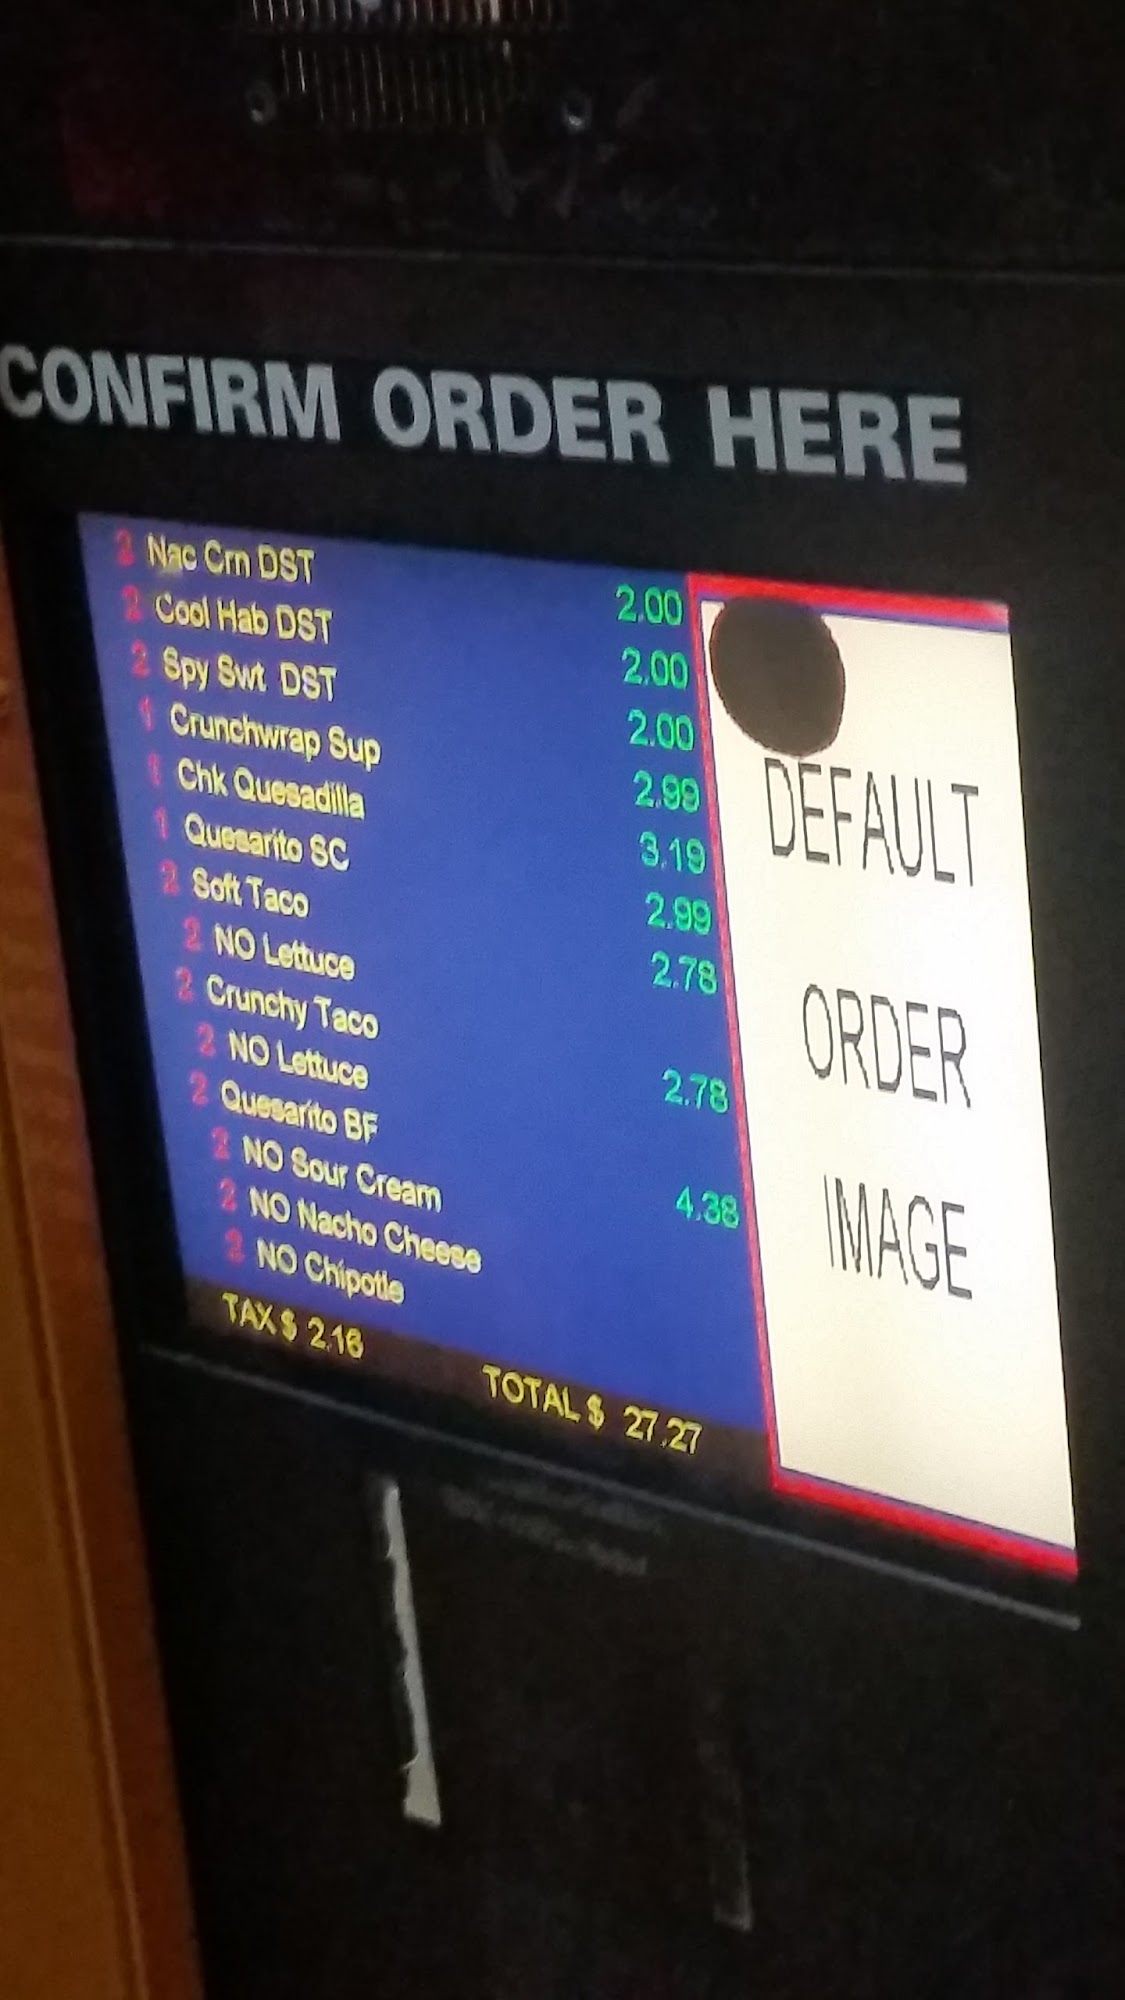 CONFIRM ORDER HERE
2 Nac Crn DST 2.00
2 Cool Hab DST 2.00
2 Spy Swt DST 2.00
1 Crunchwrap Sup 2.99
1 Chk Quesadilla 3.19
1 Quesarito SC 2.99
2 Soft Taco 2.78
2 NO Lettuce
2 Crunchy Taco 2.78
2 NO Lettuce
2 Quesarito BF 4.38
2 NO Sour Cream
2 NO Nacho Cheese
2 NO Chipotle
TAX $ 2.16 TOTAL $ 27.27
DEFAULT
ORDER
IMAGE